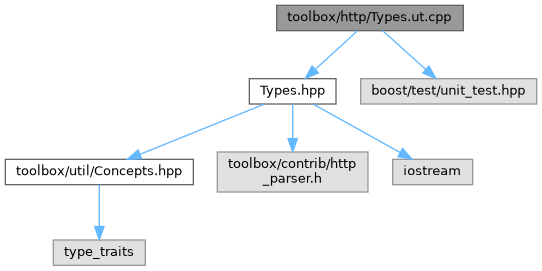 toolbox/http/Types.ut.cpp
Types.hpp
boost/test/unit_test.hpp
toolbox/util/Concepts.hpp
toolbox/contrib/http
_parser.h
iostream
type_traits